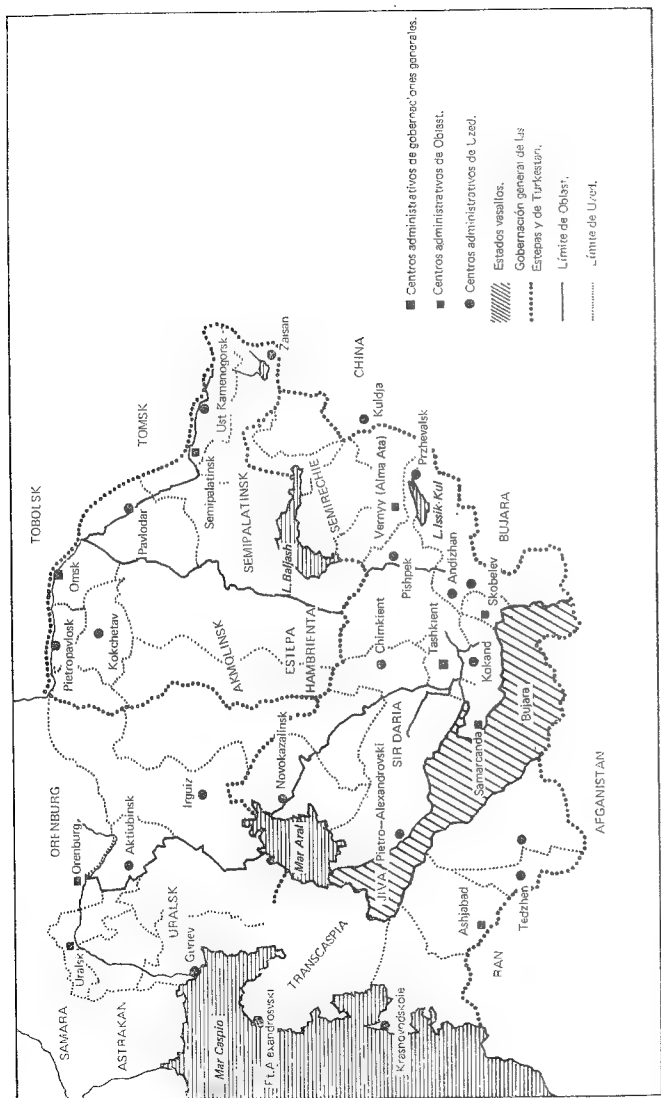 TOBOLSK
TOMSK
ORENBURG
SAMARA
ASTRAKAN
URALSK
Uralsk
Orenburg
Aktiubinsk
Guriev
Pietropavlosk
Omsk
Kokchetav
Pavlodar
Semipalatinsk
Ust Kamenogorsk
Zaisan
SEMIPALATINSK
AKMOLINSK
ESTEPA
HAMBRIENTA
L. Baljash
SEMIRECHIE
CHINA
Kuldja
Vernyy (Alma Ata)
Przhevalsk
L. Issik-Kul
Pishpek
BUJARA
Irguiz
Novokazalinsk
Mar Aral
Mar Caspio
TRANSCASPIA
Krasnovodskoie
JIVA
Pietro-Alexandrovski
SIR DARIA
Chimkient
Tashkient
Andizhan
Skobelev
Kokand
Samarcanda
Bujara
Ashjabad
Tedzhen
AFGANISTAN
Centros administrativos de gobernaciones generales.
Centros administrativos de Oblast.
Centros administrativos de Uzed.
Estados vasallos.
Gobernación general de las
Estepas y de Turkestan.
Límite de Oblast.
Límite de Uzed.